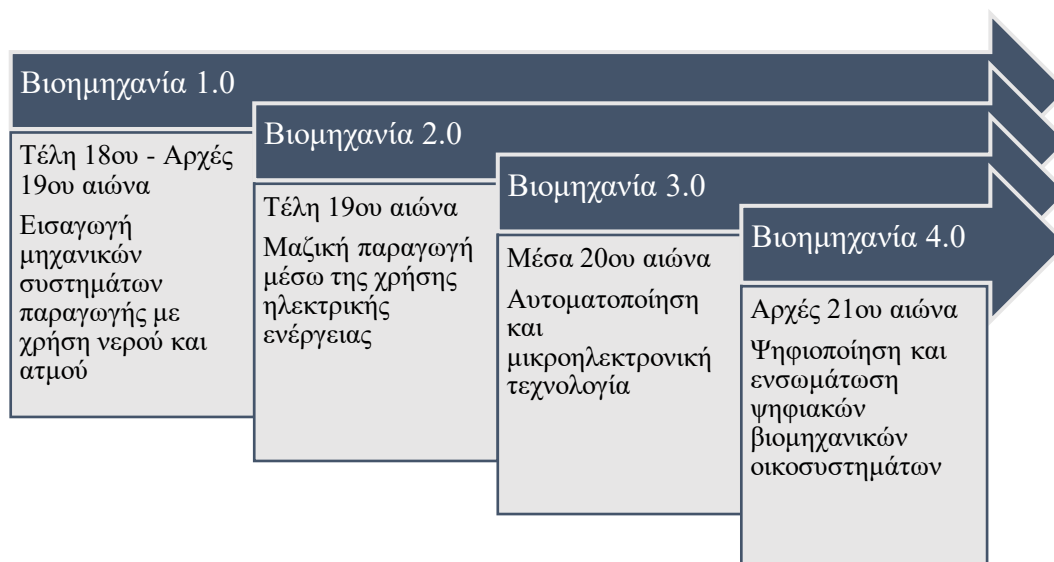 Βιοημηχανία 1.0
Τέλη 18ου - Αρχές
19ου αιώνα
Εισαγωγή
μηχανικών
συστημάτων
παραγωγής με
χρήση νερού και
ατμού
Βιομηχανία 2.0
Τέλη 19ου αιώνα
Μαζική παραγωγή
μέσω της χρήσης
ηλεκτρικής
ενέργειας
Βιομηχανία 3.0
Μέσα 20ου αιώνα
Αυτοματοποίηση
και
μικροηλεκτρονική
τεχνολογία
Βιοημηχανία 4.0
Αρχές 21ου αιώνα
Ψηφιοποίηση και
ενσωμάτωση
ψηφιακών
βιομηχανικών
οικοσυστημάτων